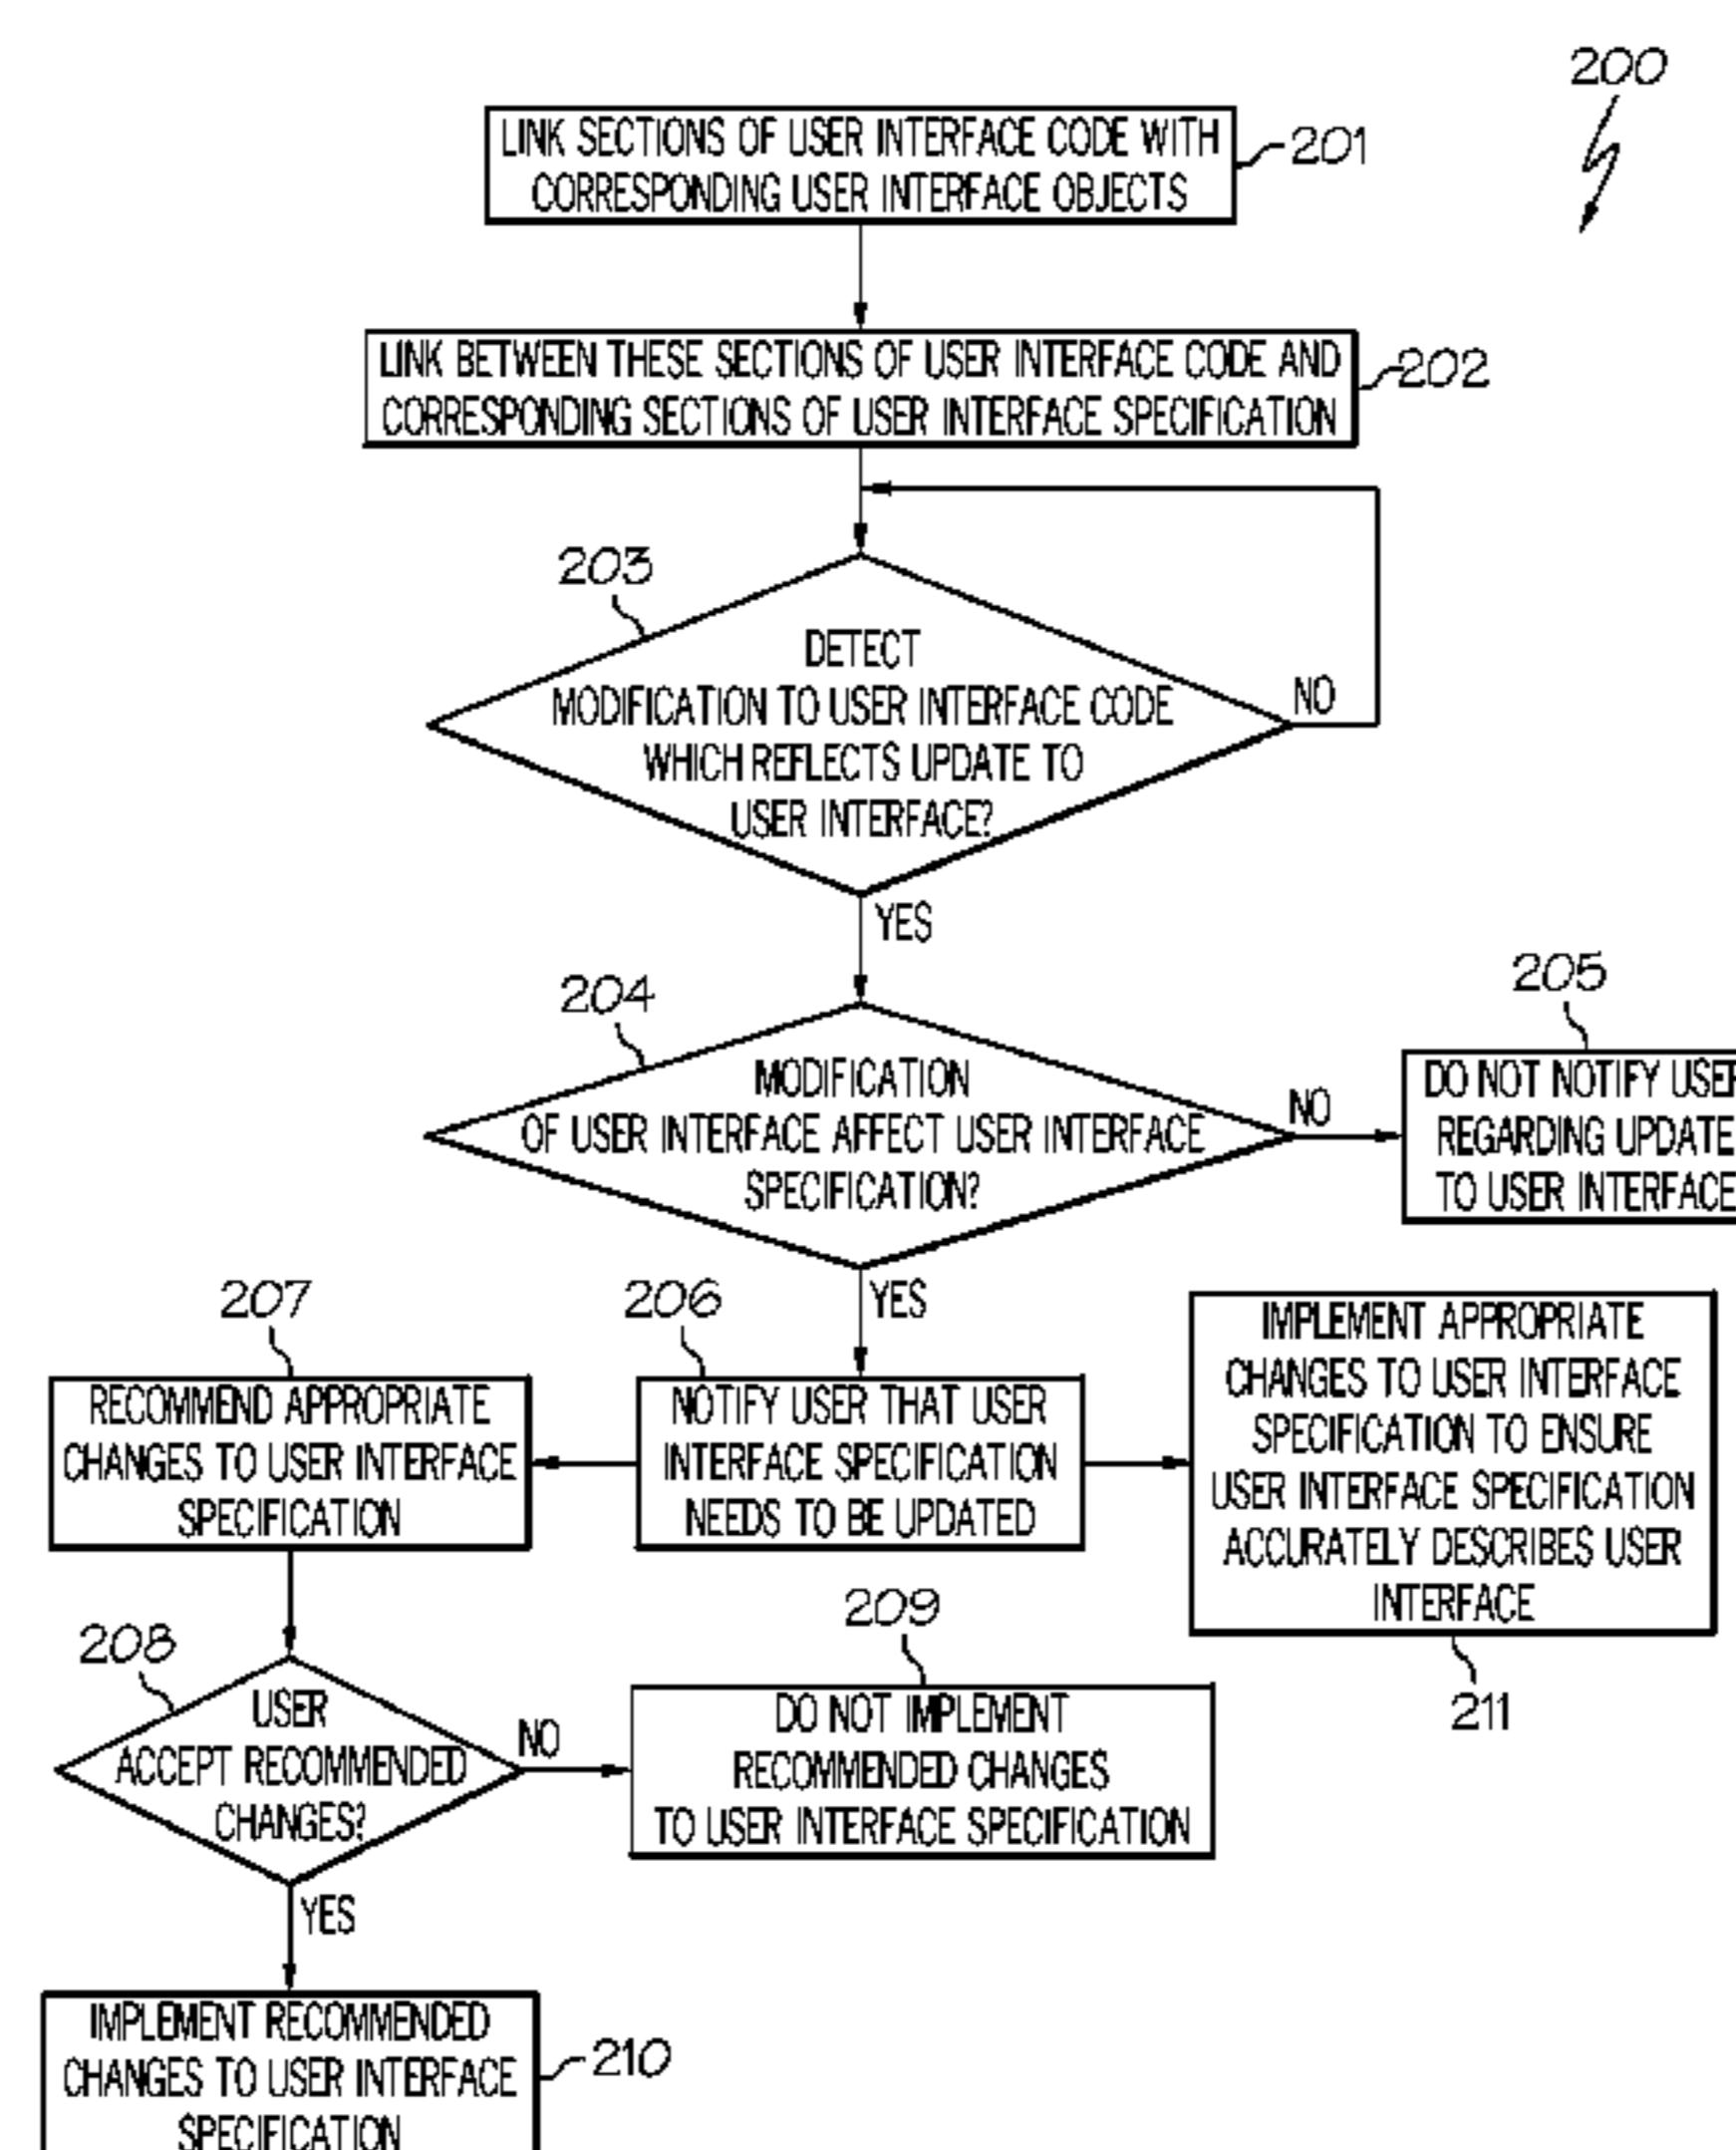 200
LINK SECTIONS OF USER INTERFACE CODE WITH
CORRESPONDING USER INTERFACE OBJECTS
201
LINK BETWEEN THESE SECTIONS OF USER INTERFACE CODE AND
CORRESPONDING SECTIONS OF USER INTERFACE SPECIFICATION
202
203
DETECT
MODIFICATION TO USER INTERFACE CODE
WHICH REFLECTS UPDATE TO
USER INTERFACE?
NO
YES
204
MODIFICATION
OF USER INTERFACE AFFECT USER INTERFACE
SPECIFICATION?
NO
205
DO NOT NOTIFY USER
REGARDING UPDATE
TO USER INTERFACE
YES
206
NOTIFY USER THAT USER
INTERFACE SPECIFICATION
NEEDS TO BE UPDATED
207
RECOMMEND APPROPRIATE
CHANGES TO USER INTERFACE
SPECIFICATION
IMPLEMENT APPROPRIATE
CHANGES TO USER INTERFACE
SPECIFICATION TO ENSURE
USER INTERFACE SPECIFICATION
ACCURATELY DESCRIBES USER
INTERFACE
211
208
USER
ACCEPT RECOMMENDED
CHANGES?
NO
209
DO NOT IMPLEMENT
RECOMMENDED CHANGES
TO USER INTERFACE SPECIFICATION
YES
IMPLEMENT RECOMMENDED
CHANGES TO USER INTERFACE
SPECIFICATION
210